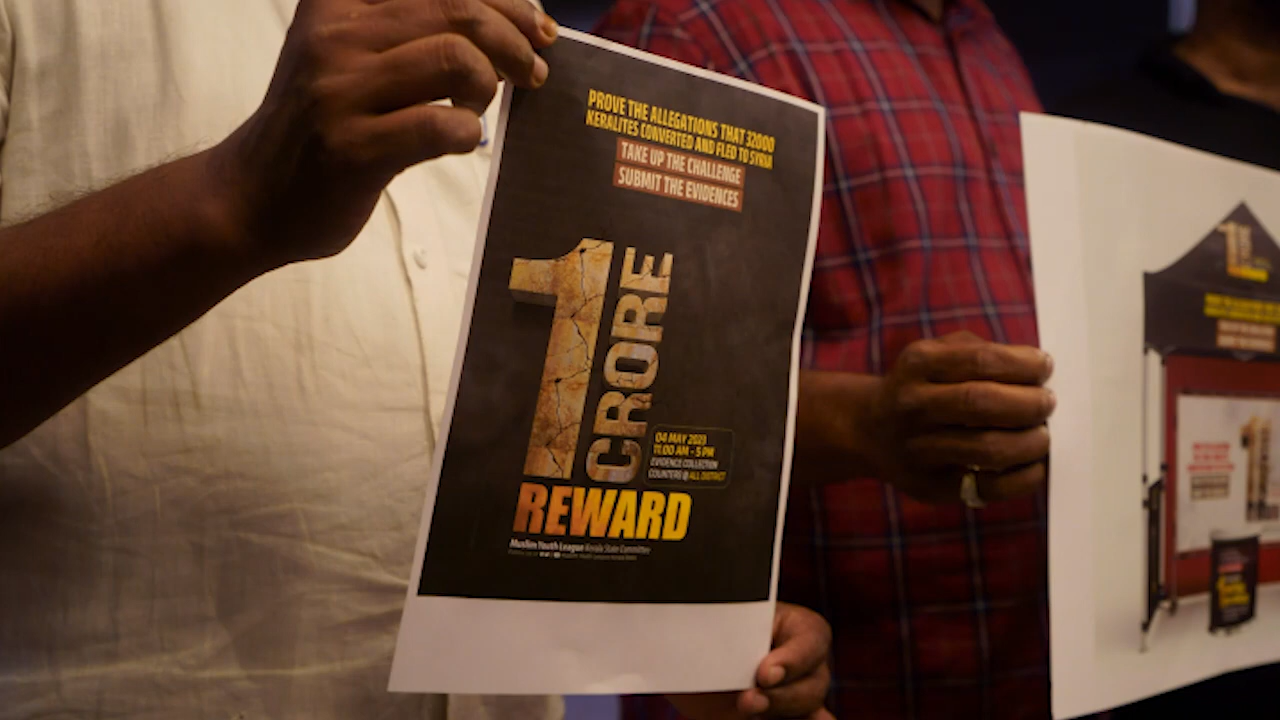 PROVE THE ALLEGATIONS THAT 32000
KERALITES CONVERTED AND FLED TO SYRIA
TAKE UP THE CHALLENGE
SUBMIT THE EVIDENCES
1
CRORE
04 MAY 2023
11.00 AM - 5 PM
EVIDENCE COLLECTION
COUNTERS @ ALL DISTRICT
REWARD
Muslim Youth League Kerala State Committee
1